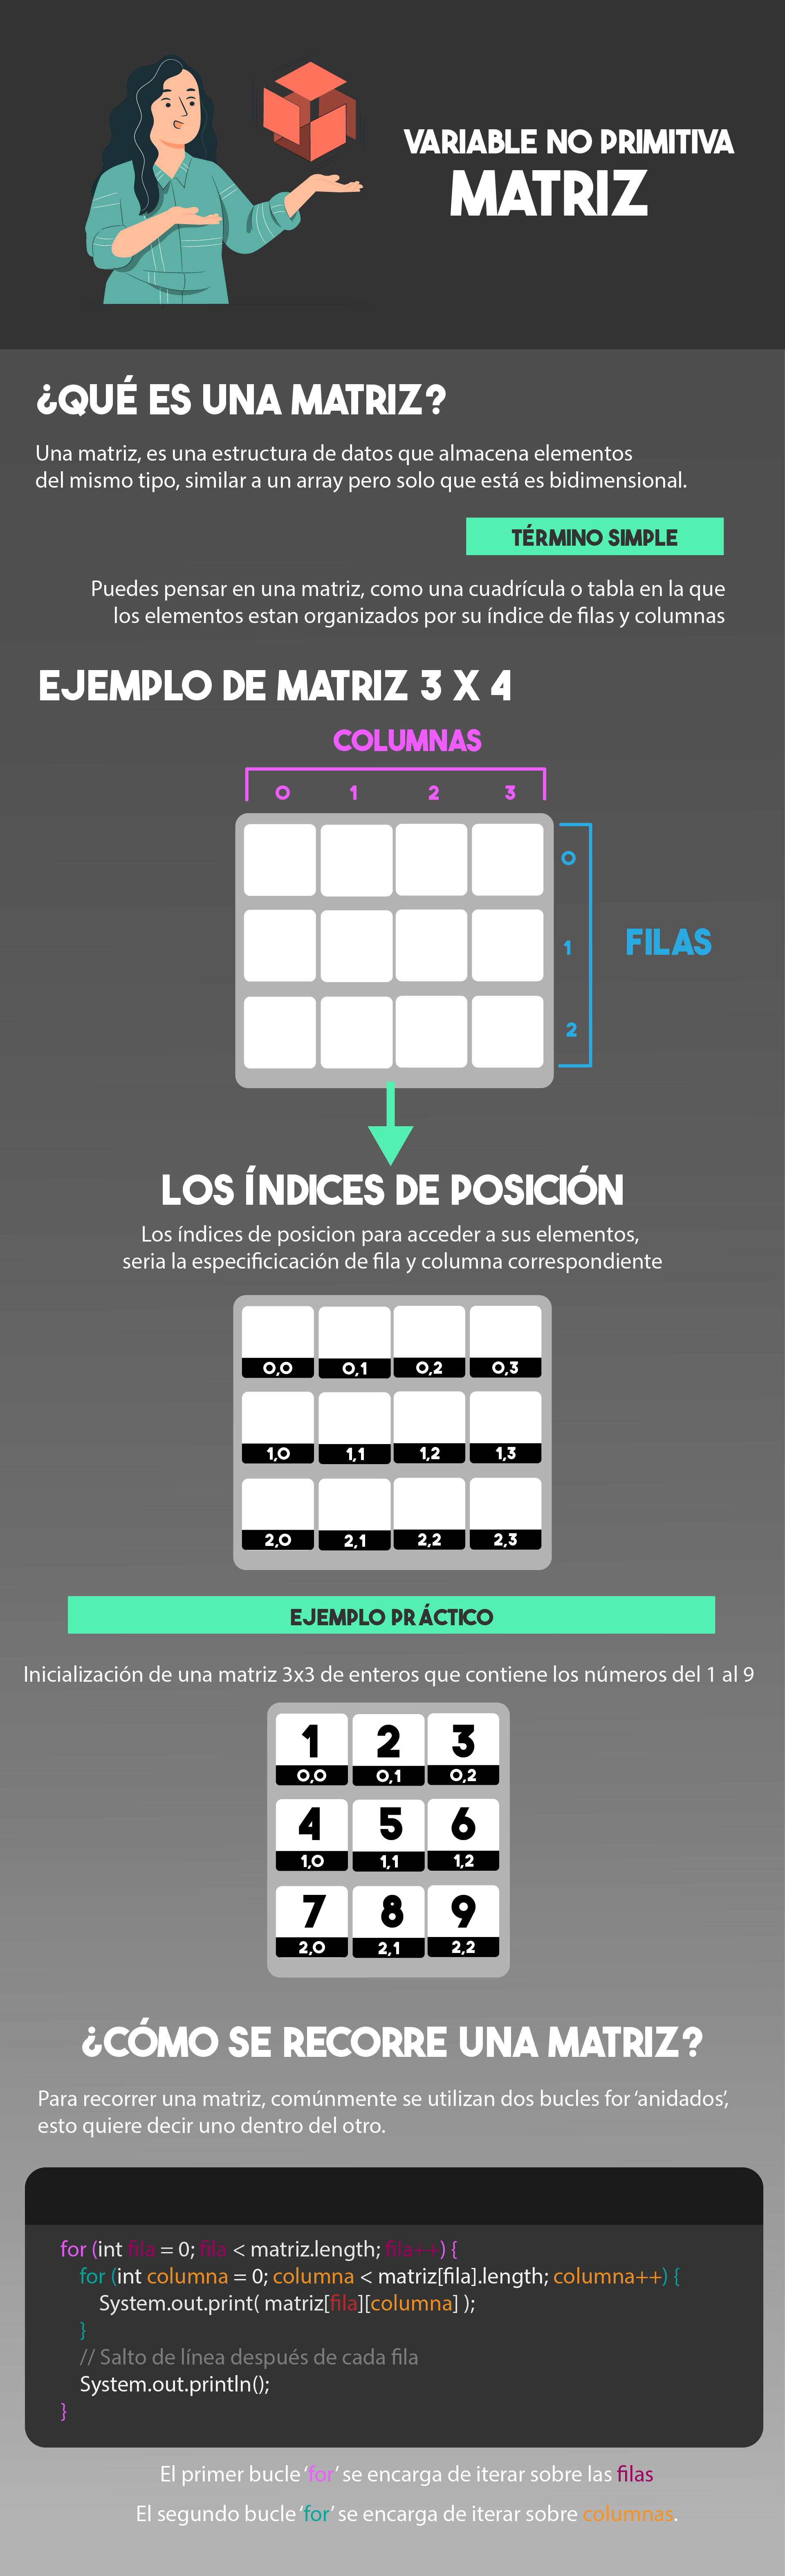 VARIABLE NO PRIMITIVA
MATRIZ
¿QUÉ ES UNA MATRIZ?
Una matriz, es una estructura de datos que almacena elementos
del mismo tipo, similar a un array pero solo que está es bidimensional.
TÉRMINO SIMPLE
Puedes pensar en una matriz, como una cuadrícula o tabla en la que
los elementos estan organizados por su índice de filas y columnas
EJEMPLO DE MATRIZ 3 X 4
COLUMNAS
0 1 2 3
0
1
FILAS
2
LOS ÍNDICES DE POSICIÓN
Los índices de posicion para acceder a sus elementos,
seria la especificicación de fila y columna correspondiente
0,0 0,1 0,2 0,3
1,0 1,1 1,2 1,3
2,0 2,1 2,2 2,3
EJEMPLO PRÁCTICO
Inicialización de una matriz 3x3 de enteros que contiene los números del 1 al 9
1 2 3
0,0 0,1 0,2
4 5 6
1,0 1,1 1,2
7 8 9
2,0 2,1 2,2
¿CÓMO SE RECORRE UNA MATRIZ?
Para recorrer una matriz, comúnmente se utilizan dos bucles for ‘anidados’,
esto quiere decir uno dentro del otro.
for (int fila = 0; fila < matriz.length; fila++) {
for (int columna = 0; columna < matriz[fila].length; columna++) {
System.out.print( matriz[fila][columna] );
}
// Salto de línea después de cada fila
System.out.println();
}
El primer bucle ‘for’ se encarga de iterar sobre las filas
El segundo bucle ‘for’ se encarga de iterar sobre columnas.